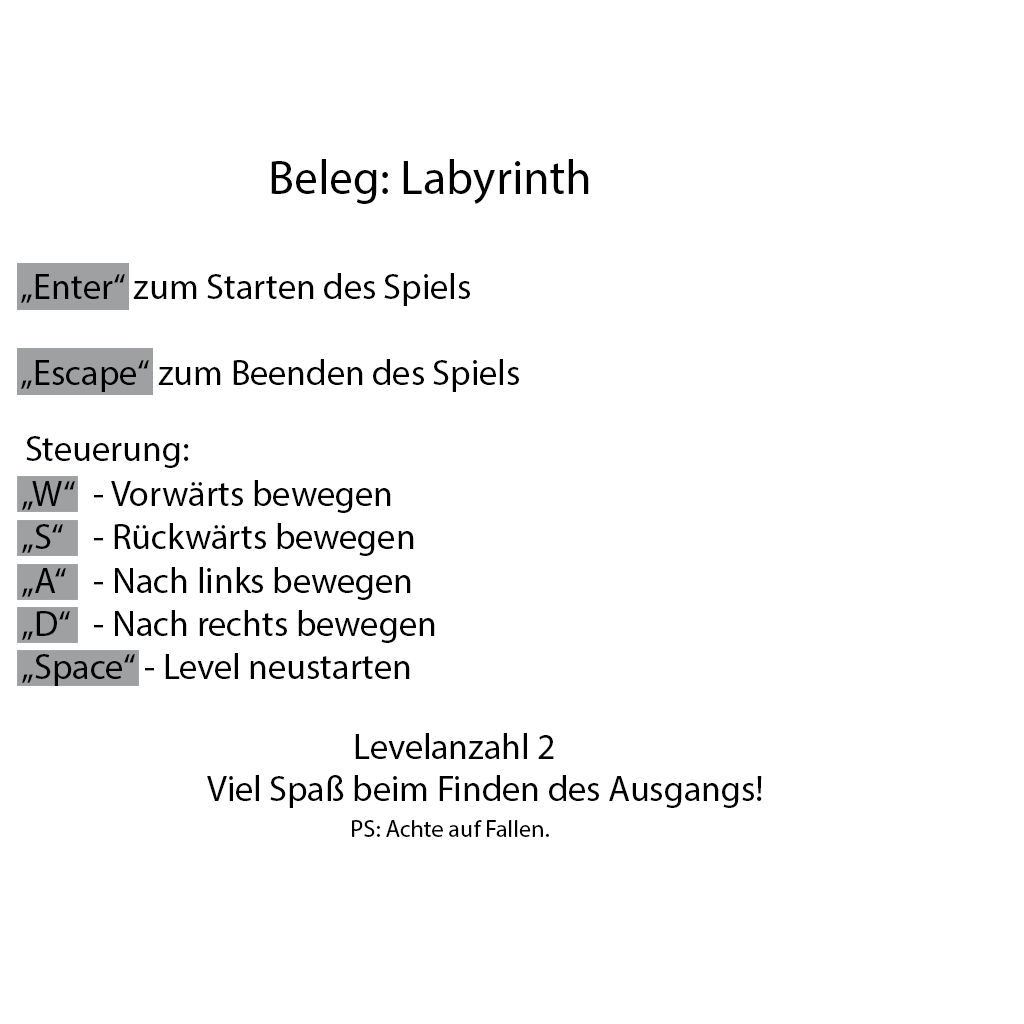 Beleg: Labyrinth
„Enter“ zum Starten des Spiels
„Escape“ zum Beenden des Spiels
Steuerung:
„W“ - Vorwärts bewegen
„S“ - Rückwärts bewegen
„A“ - Nach links bewegen
„D“ - Nach rechts bewegen
„Space“ - Level neustarten
Levelanzahl 2
Viel Spaß beim Finden des Ausgangs!
PS: Achte auf Fallen.